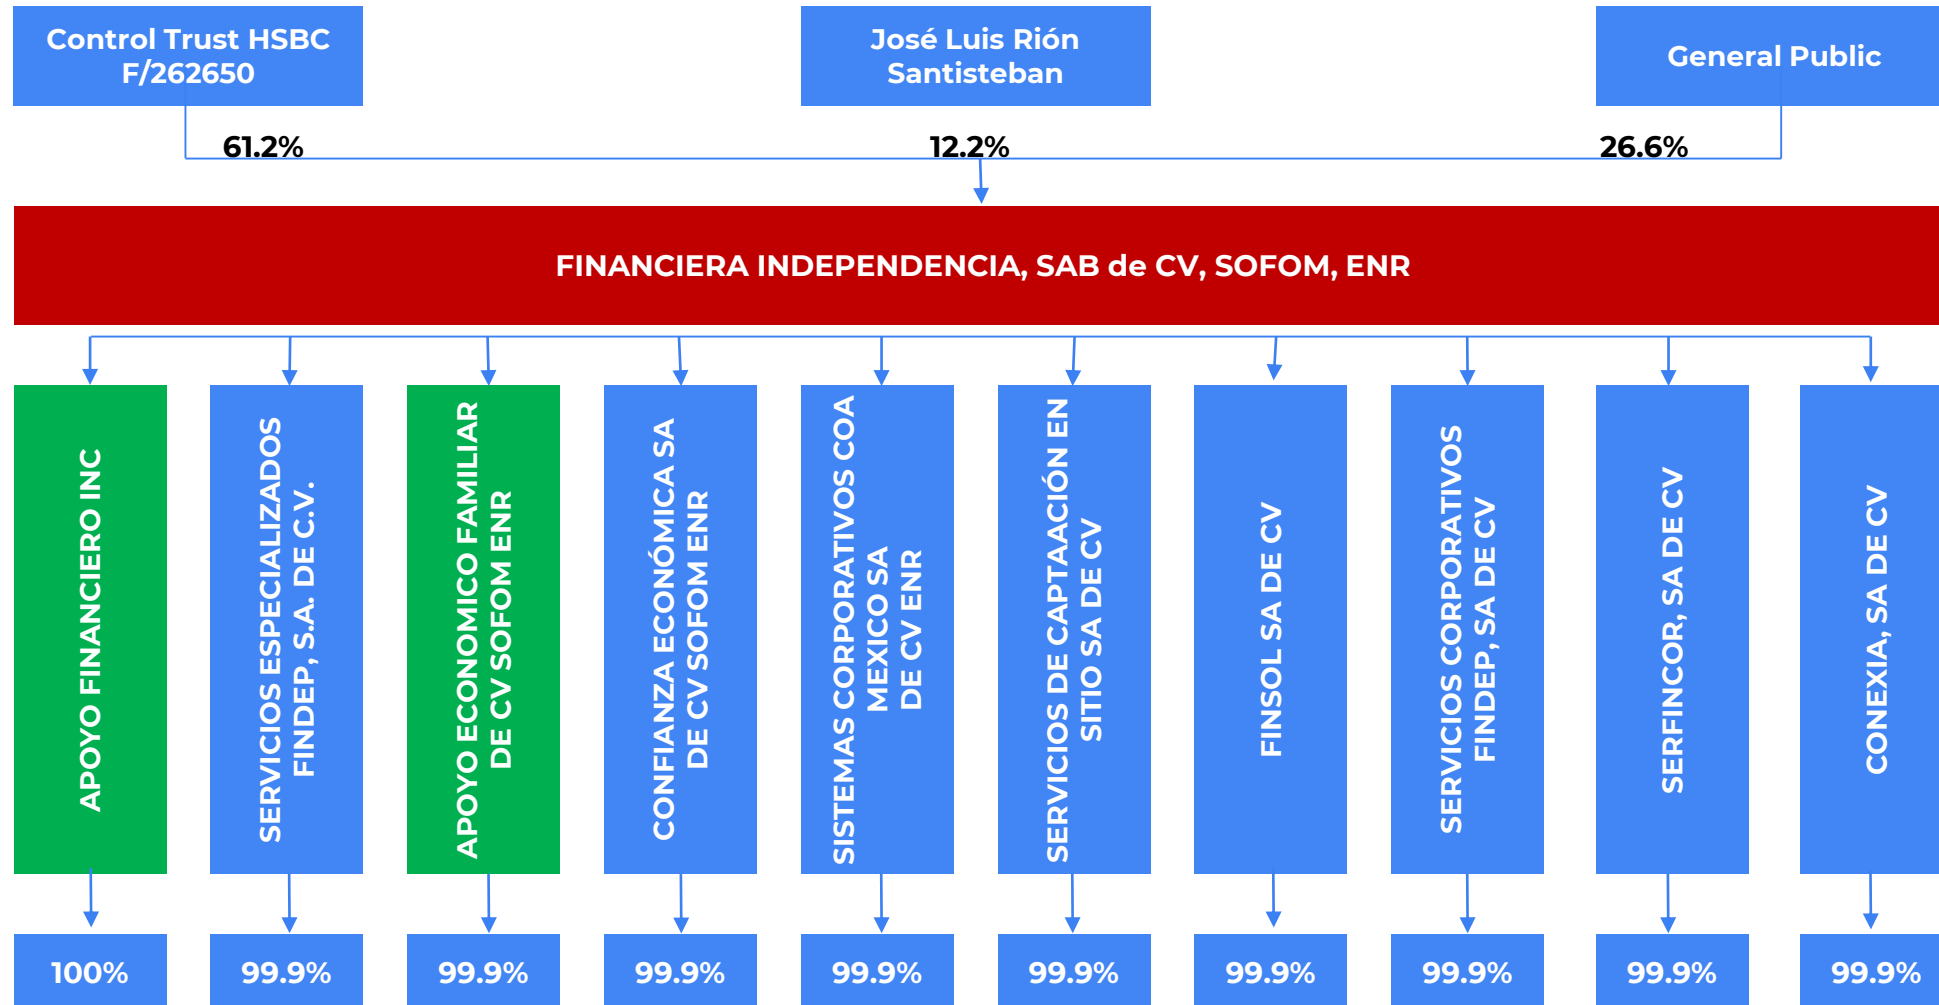 Control Trust HSBC
F/262650
José Luis Rión
Santisteban
General Public
61.2%
12.2%
26.6%
FINANCIERA INDEPENDENCIA, SAB de CV, SOFOM, ENR
APOYO FINANCIERO INC
SERVICIOS ESPECIALIZADOS
FINDEP, S.A. DE C.V.
APOYO ECONOMICO FAMILIAR
DE CV SOFOM ENR
CONFIANZA ECONÓMICA SA
DE CV SOFOM ENR
SISTEMAS CORPORATIVOS COA
MEXICO SA
DE CV ENR
SERVICIOS DE CAPTAACIÓN EN
SITIO SA DE CV
FINSOL SA DE CV
SERVICIOS CORPORATIVOS
FINDEP, SA DE CV
SERFINCOR, SA DE CV
CONEXIA, SA DE CV
100%
99.9%
99.9%
99.9%
99.9%
99.9%
99.9%
99.9%
99.9%
99.9%